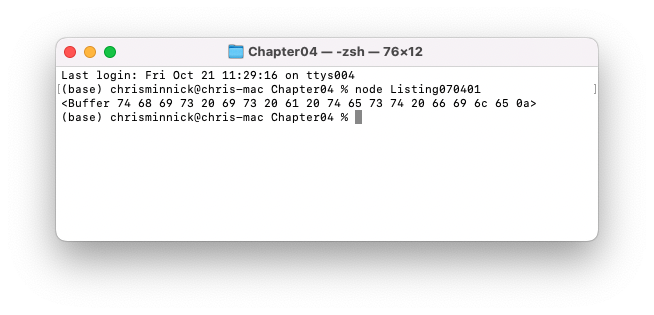 Chapter04 — -zsh — 76×12
Last login: Fri Oct 21 11:29:16 on ttys004
[(base) chrisminnick@chris-mac Chapter04 % node Listing070401 ]
<Buffer 74 68 69 73 20 69 73 20 61 20 74 65 73 74 20 66 69 6c 65 0a>
(base) chrisminnick@chris-mac Chapter04 %